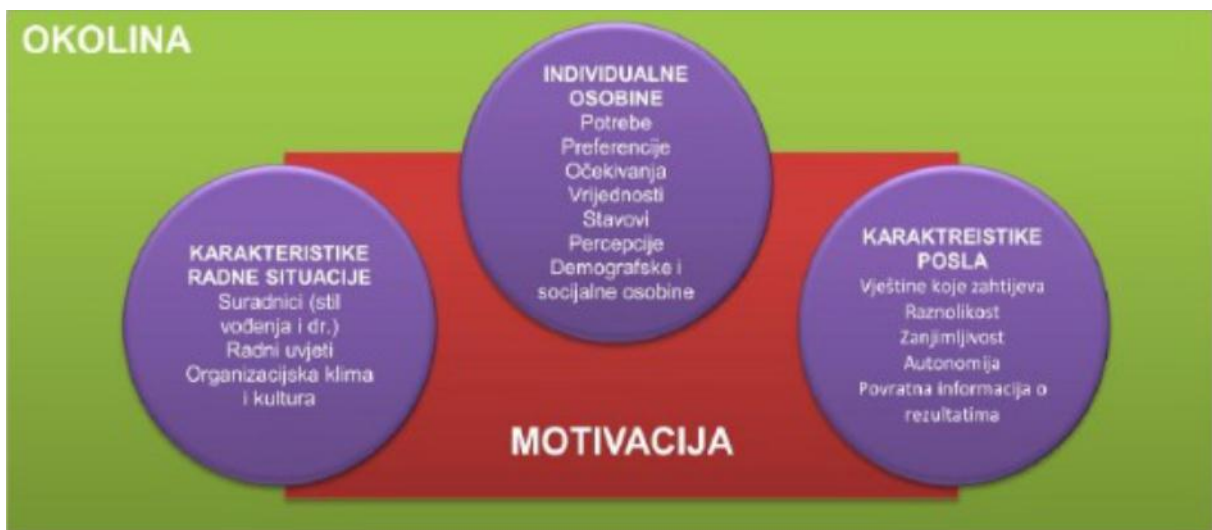 OKOLINA
INDIVIDUALNE
OSOBINE
Potrebe
Preferencije
Očekivanja
Vrijednosti
Stavovi
Percepcije
Demografske i
socijalne osobine
KARAKTERISTIKE
RADNE SITUACIJE
Suradnici (stil
vođenja i dr.)
Radni uvjeti
Organizacijska klima
i kultura
KARAKTREISTIKE
POSLA
Vještine koje zahtijeva
Raznolikost
Zanjimljivost
Autonomija
Povratna informacija o
rezultatima
MOTIVACIJA